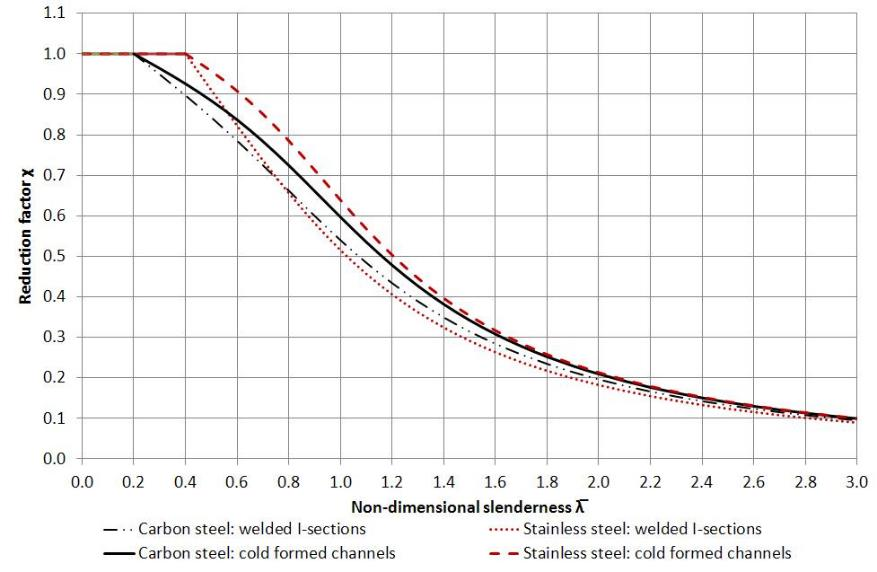 1.1
1.0
0.9
0.8
0.7
0.6
0.5
0.4
0.3
0.2
0.1
0.0
Reduction factor χ
0.0 0.2 0.4 0.6 0.8 1.0 1.2 1.4 1.6 1.8 2.0 2.2 2.4 2.6 2.8 3.0
Non-dimensional slenderness λ̅
Carbon steel: welded I-sections
Stainless steel: welded I-sections
Carbon steel: cold formed channels
Stainless steel: cold formed channels